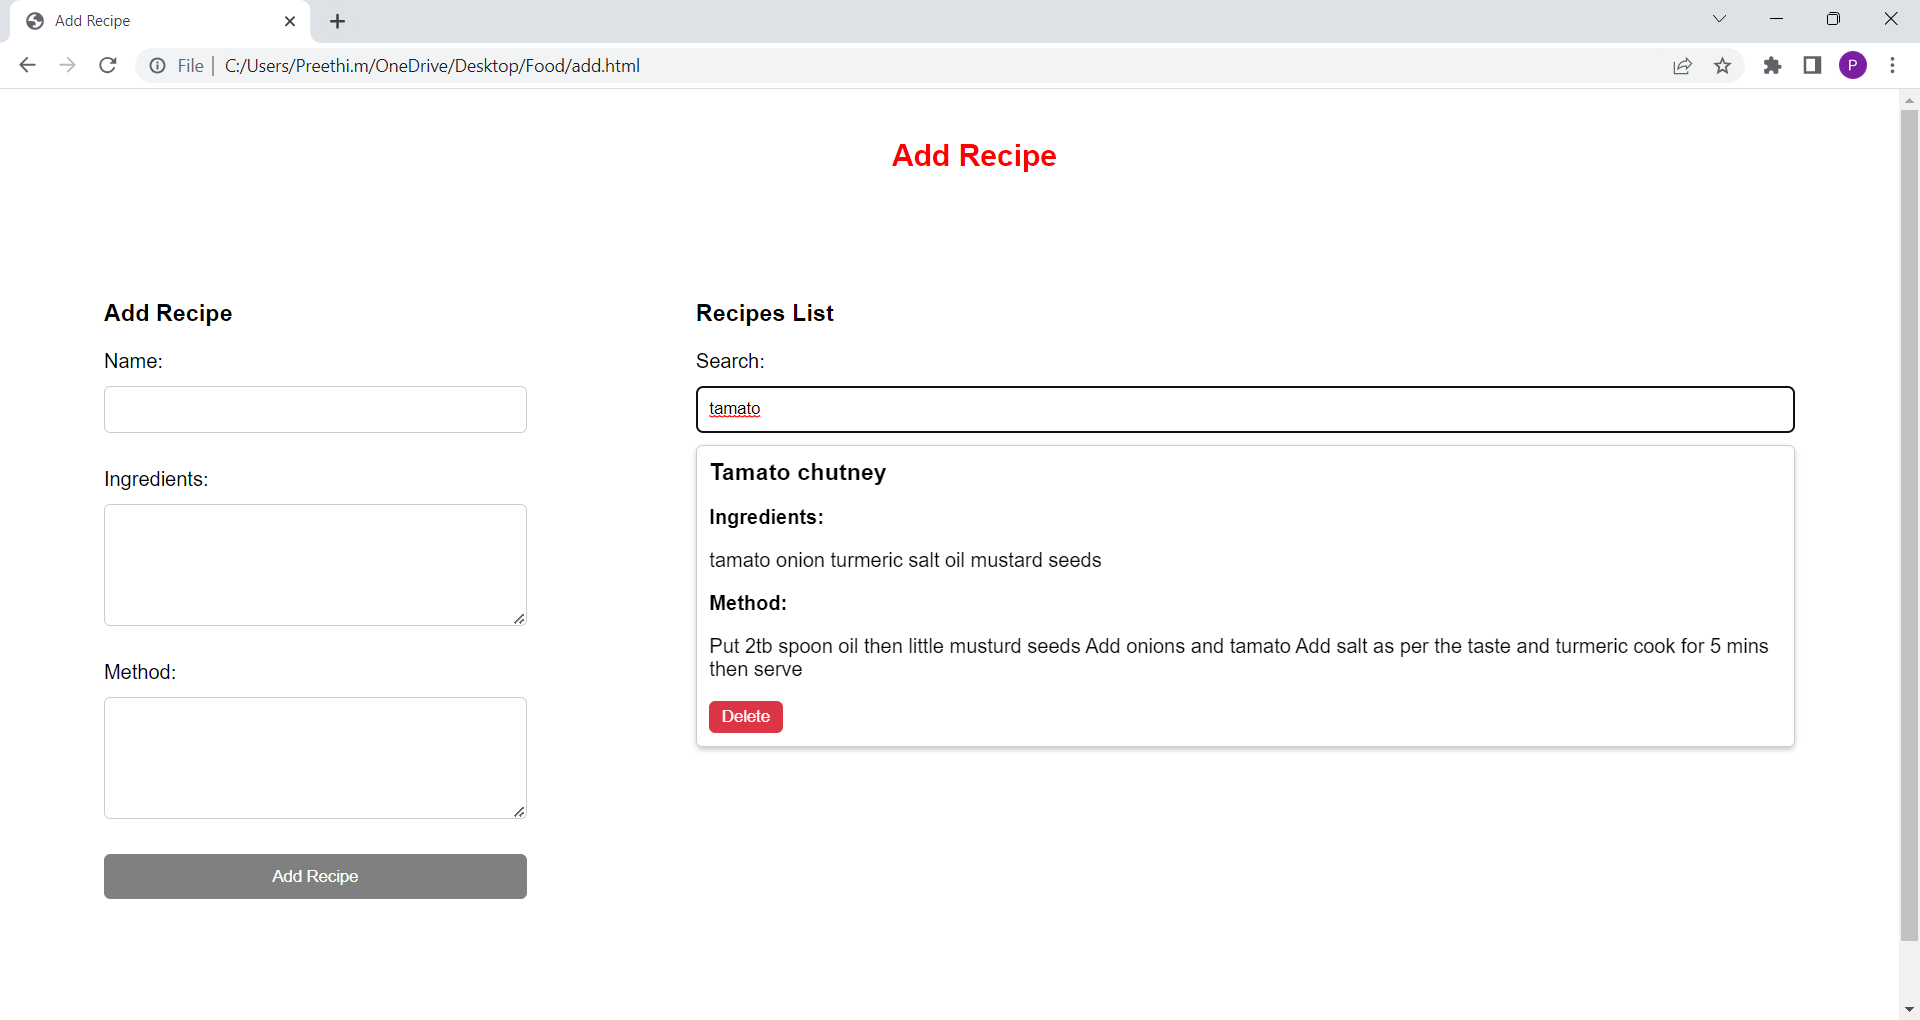 Add Recipe
File
C:/Users/Preethi.m/OneDrive/Desktop/Food/add.html
P
Add Recipe
Add Recipe
Name:
Ingredients:
Method:
Add Recipe
Recipes List
Search:
tamato
Tamato chutney
Ingredients:
tamato onion turmeric salt oil mustard seeds
Method:
Put 2tb spoon oil then little musturd seeds Add onions and tamato Add salt as per the taste and turmeric cook for 5 mins
then serve
Delete